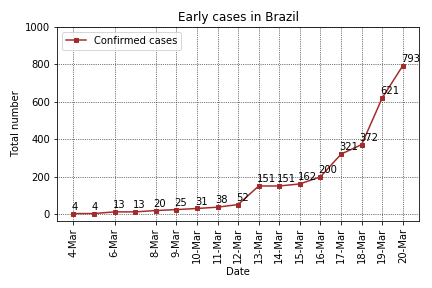 Early cases in Brazil
Confirmed cases
Total number
1000
800
600
400
200
0
4
4
13
13
20
25
31
38
52
151
151
162
200
321
372
621
793
4-Mar
6-Mar
8-Mar
9-Mar
10-Mar
11-Mar
12-Mar
13-Mar
14-Mar
15-Mar
16-Mar
17-Mar
18-Mar
19-Mar
20-Mar
Date